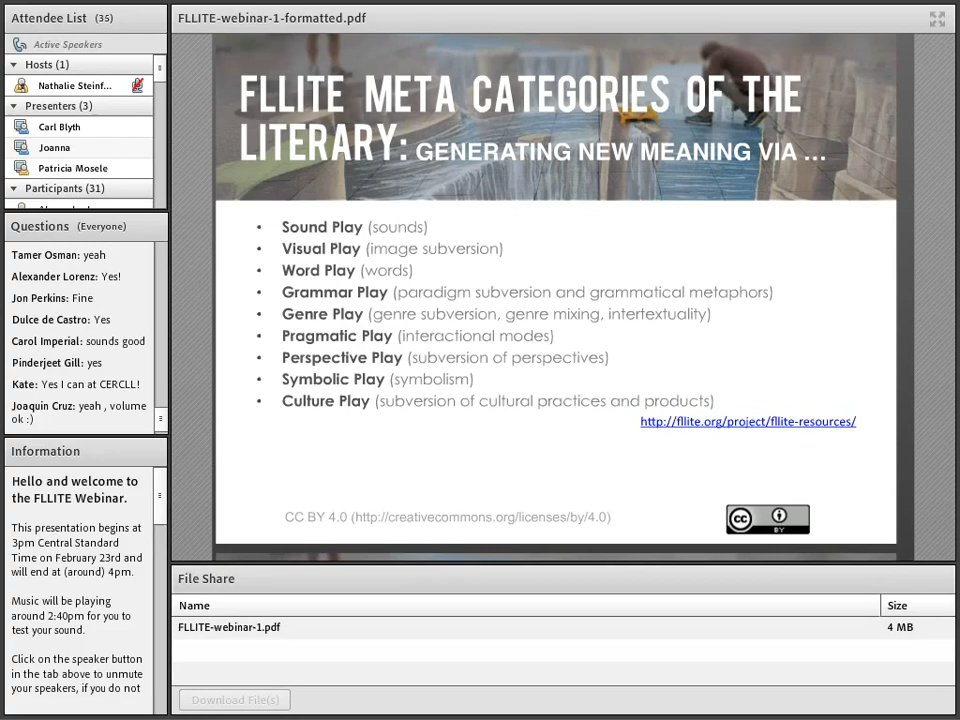 Attendee List (35)
Active Speakers
Hosts (1)
Nathalie Steinf...
Presenters (3)
Carl Blyth
Joanna
Patricia Mosele
Participants (31)
Questions (Everyone)
Tamer Osman: yeah
Alexander Lorenz: Yes!
Jon Perkins: Fine
Dulce de Castro: Yes
Carol Imperial: sounds good
Pinderjeet Gill: yes
Kate: Yes I can at CERCLL!
Joaquin Cruz: yeah , volume
ok :)
Information
Hello and welcome to
the FLLITE Webinar.
This presentation begins at
3pm Central Standard
Time on February 23rd and
will end at (around) 4pm.
Music will be playing
around 2:40pm for you to
test your sound.
Click on the speaker button
in the tab above to unmute
your speakers, if you do not
FLLITE-webinar-1-formatted.pdf
FLLITE META CATEGORIES OF THE
LITERARY: GENERATING NEW MEANING VIA ...
• Sound Play (sounds)
• Visual Play (image subversion)
• Word Play (words)
• Grammar Play (paradigm subversion and grammatical metaphors)
• Genre Play (genre subversion, genre mixing, intertextuality)
• Pragmatic Play (interactional modes)
• Perspective Play (subversion of perspectives)
• Symbolic Play (symbolism)
• Culture Play (subversion of cultural practices and products)
http://fllite.org/project/fllite-resources/
CC BY 4.0 (http://creativecommons.org/licenses/by/4.0)
cc
BY
File Share
Name Size
FLLITE-webinar-1.pdf 4 MB
Download File(s)